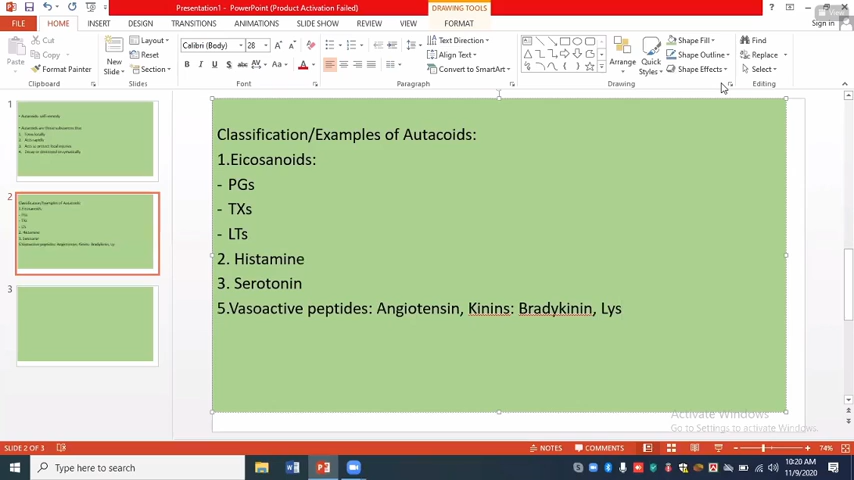 Presentation1 - PowerPoint (Product Activation Failed)
DRAWING TOOLS
FILE HOME INSERT DESIGN TRANSITIONS ANIMATIONS SLIDE SHOW REVIEW VIEW FORMAT
Sign in
Paste
Cut
Copy
Format Painter
Clipboard
New
Slide
Layout
Reset
Section
Slides
Calibri (Body) 28
Font
Paragraph
Text Direction
Align Text
Convert to SmartArt
Arrange
Quick
Styles
Shape Fill
Shape Outline
Shape Effects
Drawing
Find
Replace
Select
Editing
1
2
3
Classification/Examples of Autacoids:
1.Eicosanoids:
- PGs
- TXs
- LTs
2. Histamine
3. Serotonin
5.Vasoactive peptides: Angiotensin, Kinins: Bradykinin, Lys
Activate Windows
Go to Settings to activate Windows.
SLIDE 2 OF 3
NOTES
COMMENTS
74%
Type here to search
10:20 AM
11/9/2020